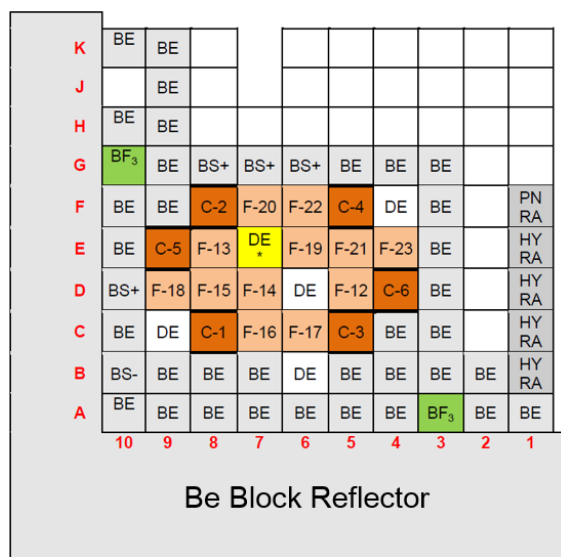 K BE BE
J BE
H BE BE
G BF₃ BE BS+ BS+ BS+ BE BE BE
F BE BE C-2 F-20 F-22 C-4 DE BE PN RA
E BE C-5 F-13 DE * F-19 F-21 F-23 BE HY RA
D BS+ F-18 F-15 F-14 DE F-12 C-6 BE HY RA
C BE DE C-1 F-16 F-17 C-3 BE BE HY RA
B BS- BE BE BE DE BE BE BE BE HY RA
A BE BE BE BE BE BE BE BF₃ BE BE
10 9 8 7 6 5 4 3 2 1
Be Block Reflector